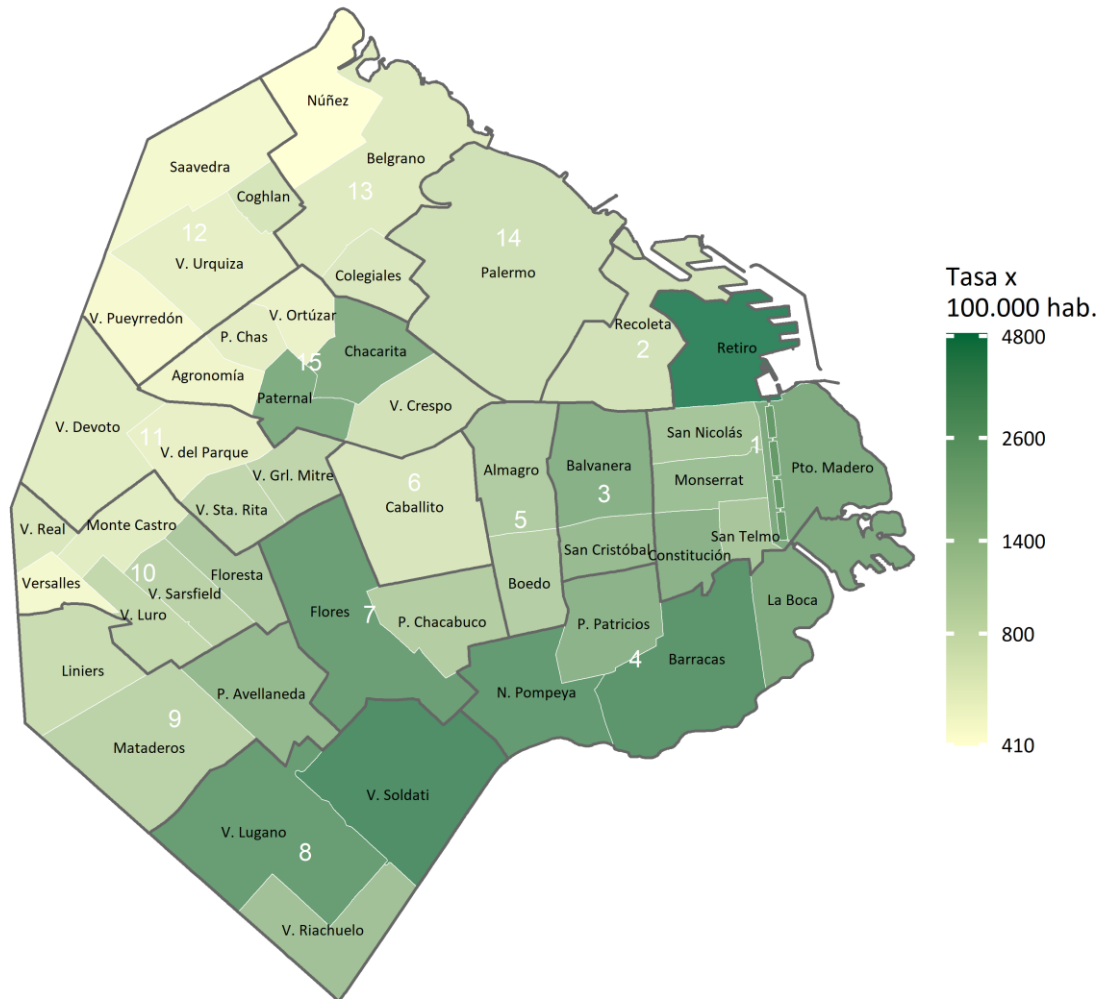 Núñez
Saavedra
Belgrano
Coghlan
13
12
V. Urquiza
14
Palermo
Colegiales
V. Pueyrredón
V. Ortúzar
P. Chas
Recoleta
2
Retiro
Chacarita
15
Agronomía
Paternal
V. Crespo
V. Devoto
11
V. del Parque
San Nicolás
1
Almagro
Balvanera
Pto. Madero
V. Grl. Mitre
6
Caballito
Monserrat
3
V. Sta. Rita
5
V. Real
Monte Castro
San Telmo
San Cristóbal
Constitución
Versalles
10
Floresta
V. Sarsfield
Boedo
V. Luro
La Boca
Flores
7
P. Chacabuco
P. Patricios
Liniers
4
Barracas
P. Avellaneda
N. Pompeya
9
Mataderos
V. Soldati
V. Lugano
8
V. Riachuelo
Tasa x
100.000 hab.
4800
2600
1400
800
410